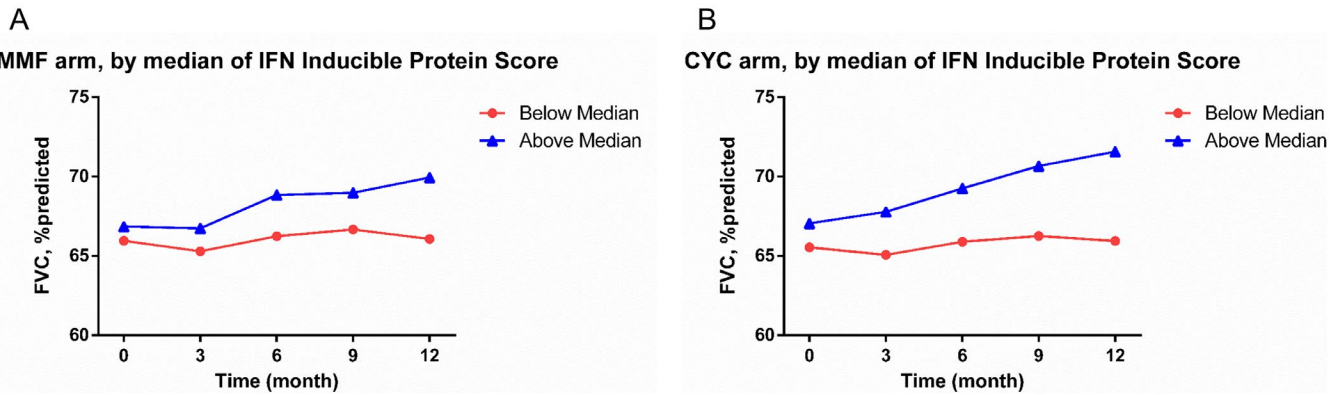 A
MMF arm, by median of IFN Inducible Protein Score
75
70
65
60
FVC, %predicted
0 3 6 9 12
Time (month)
Below Median
Above Median
B
CYC arm, by median of IFN Inducible Protein Score
75
70
65
60
FVC, %predicted
0 3 6 9 12
Time (month)
Below Median
Above Median